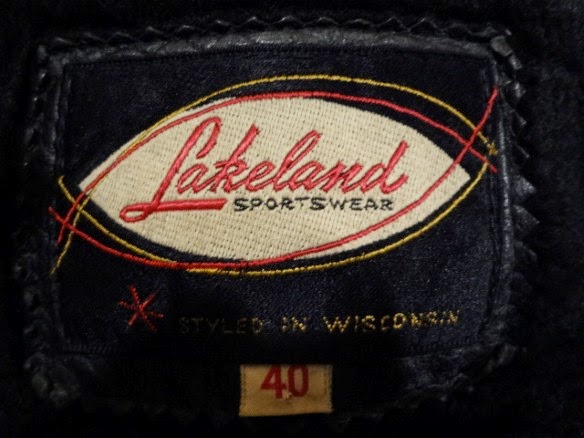 Lakeland
SPORTSWEAR
STYLED IN WISCONSIN
40